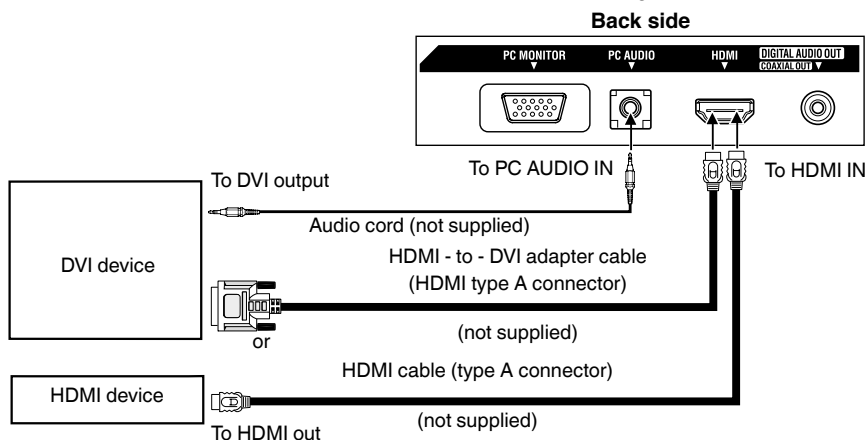 Back side
PC MONITOR
PC AUDIO
HDMI
DIGITAL AUDIO OUT
COAXIAL OUT
To PC AUDIO IN
To HDMI IN
To DVI output
Audio cord (not supplied)
DVI device
HDMI - to - DVI adapter cable
(HDMI type A connector)
(not supplied)
or
HDMI cable (type A connector)
HDMI device
(not supplied)
To HDMI out